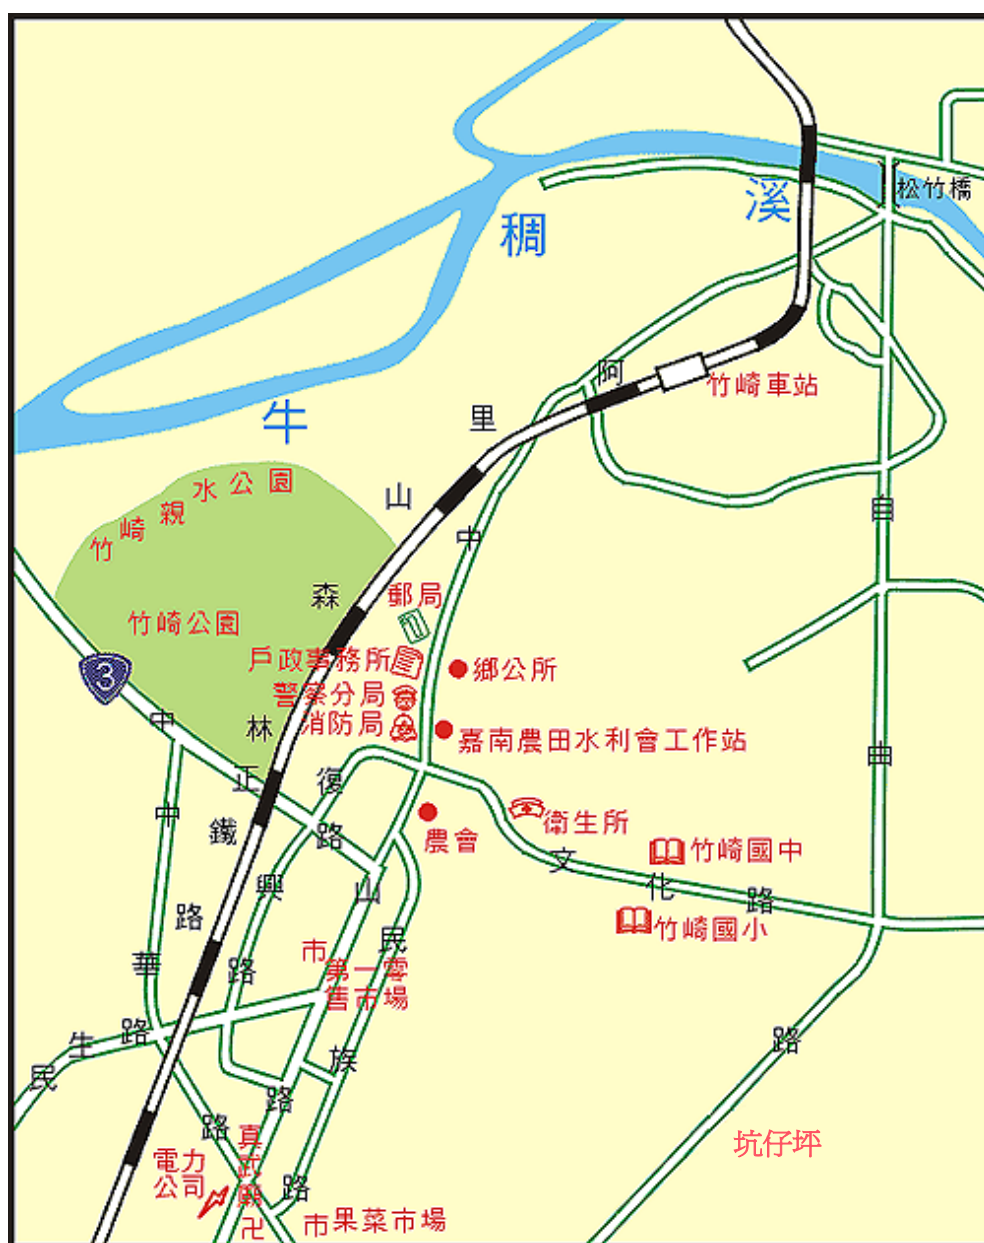 松竹橋
牛稠溪
竹崎車站
阿里山森林鐵路
竹崎親水公園
竹崎公園
3
郵局
戶政事務所
警察分局
消防局
鄉公所
嘉南農田水利會工作站
農會
衛生所
竹崎國中
竹崎國小
中山路
中正路
復興路
中華路
文化路
自由路
民族路
民生路
市
第一零
售市場
真武廟
卍
電力
公司
市果菜市場
坑仔坪